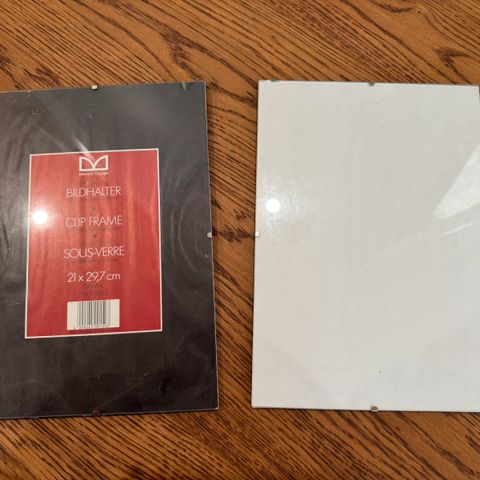 BILDHALTER
CLIP FRAME
SOUS-VERRE
21 x 29,7 cm